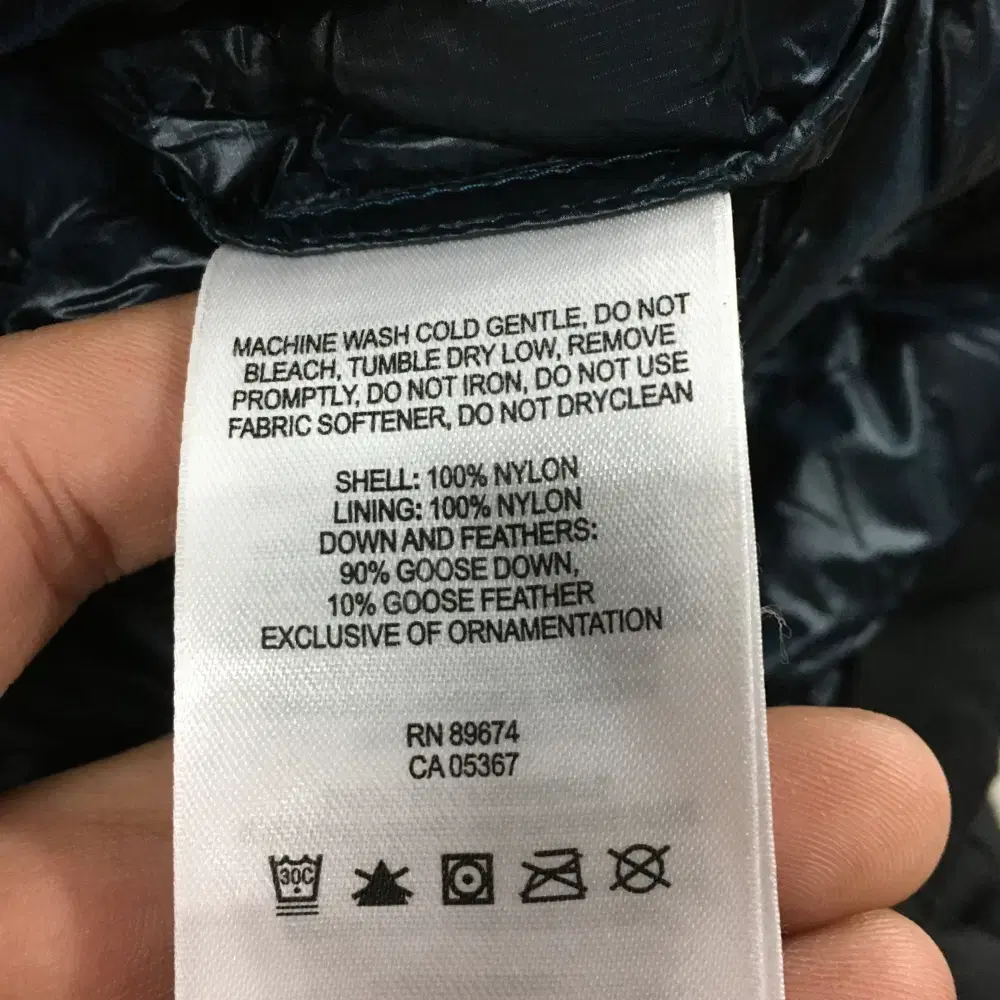 MACHINE WASH COLD GENTLE, DO NOT
BLEACH, TUMBLE DRY LOW, REMOVE
PROMPTLY, DO NOT IRON, DO NOT USE
FABRIC SOFTENER, DO NOT DRYCLEAN
SHELL: 100% NYLON
LINING: 100% NYLON
DOWN AND FEATHERS:
90% GOOSE DOWN,
10% GOOSE FEATHER
EXCLUSIVE OF ORNAMENTATION
RN 89674
CA 05367
30C